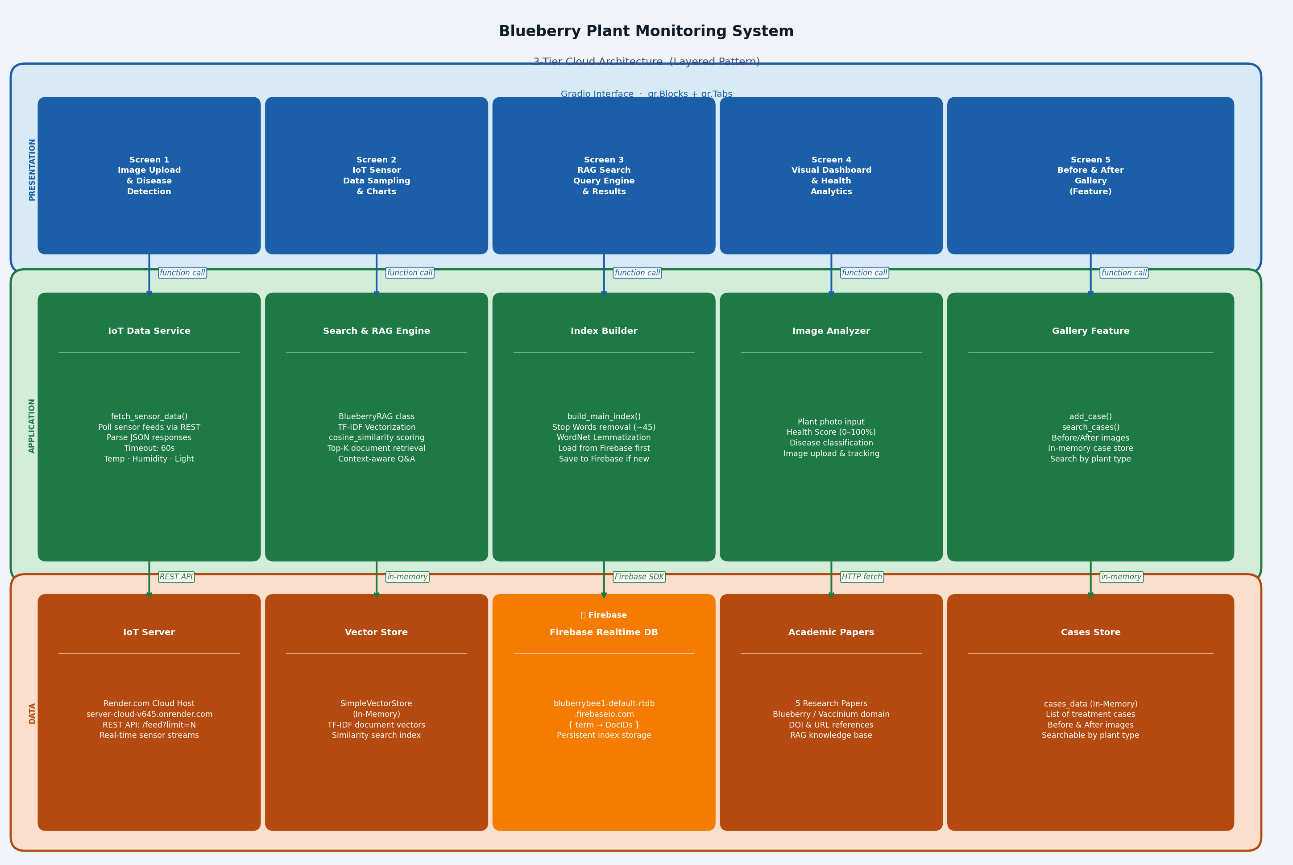 Blueberry Plant Monitoring System
3-Tier Cloud Architecture  (Layered Pattern)
Gradio Interface  ·  gr.Blocks + gr.Tabs
PRESENTATION
Screen 1
Image Upload
& Disease
Detection
Screen 2
IoT Sensor
Data Sampling
& Charts
Screen 3
RAG Search
Query Engine
& Results
Screen 4
Visual Dashboard
& Health
Analytics
Screen 5
Before & After
Gallery
(Feature)
function call
function call
function call
function call
function call
APPLICATION
IoT Data Service
fetch_sensor_data()
Poll sensor feeds via REST
Parse JSON responses
Timeout: 60s
Temp · Humidity · Light
Search & RAG Engine
BlueberryRAG class
TF-IDF Vectorization
cosine_similarity scoring
Top-K document retrieval
Context-aware Q&A
Index Builder
build_main_index()
Stop Words removal (~45)
WordNet Lemmatization
Load from Firebase first
Save to Firebase if new
Image Analyzer
Plant photo input
Health Score (0–100%)
Disease classification
Image upload & tracking
Gallery Feature
add_case()
search_cases()
Before/After images
In-memory case store
Search by plant type
REST API
in-memory
Firebase SDK
HTTP fetch
in-memory
DATA
IoT Server
Render.com Cloud Host
server-cloud-v645.onrender.com
REST API: /feed?limit=N
Real-time sensor streams
Vector Store
SimpleVectorStore
(In-Memory)
TF-IDF document vectors
Similarity search index
Firebase
Firebase Realtime DB
bluberrybee1-default-rtdb
.firebaseio.com
{ term → DocIDs }
Persistent index storage
Academic Papers
5 Research Papers
Blueberry / Vaccinium domain
DOI & URL references
RAG knowledge base
Cases Store
cases_data (In-Memory)
List of treatment cases
Before & After images
Searchable by plant type